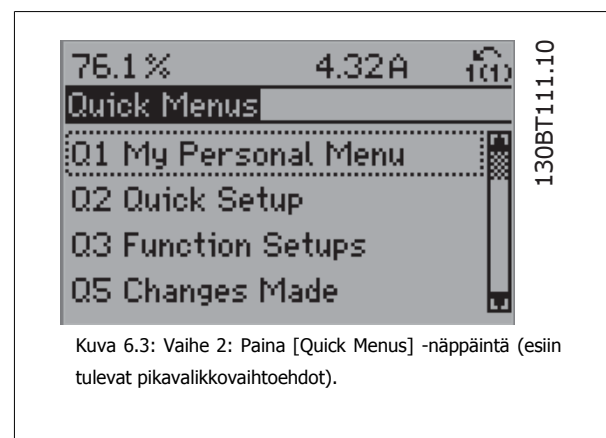 76.1% 4.32A 1(1)
Quick Menus
Q1 My Personal Menu
Q2 Quick Setup
Q3 Function Setups
Q5 Changes Made
130BT111.10
Kuva 6.3: Vaihe 2: Paina [Quick Menus] -näppäintä (esiin
tulevat pikavalikkovaihtoehdot).